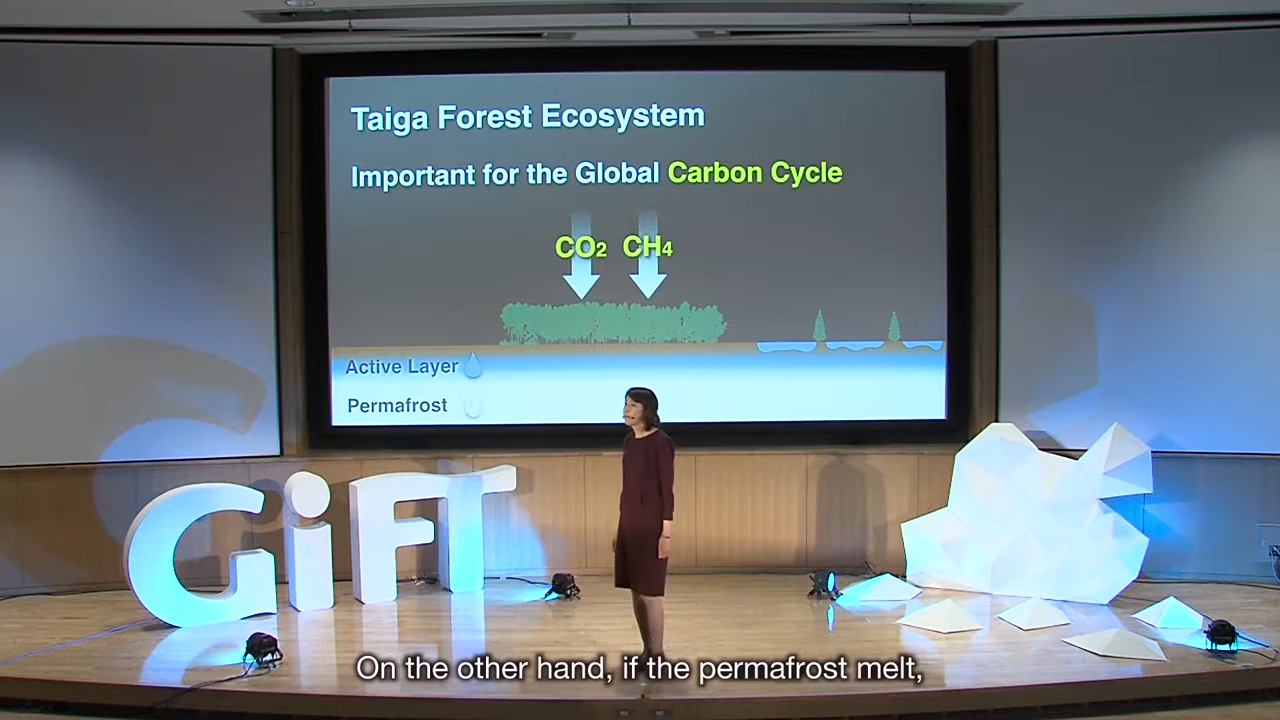 Taiga Forest Ecosystem
Important for the Global Carbon Cycle
CO2 CH4
Active Layer
Permafrost
GiFT
On the other hand, if the permafrost melt,